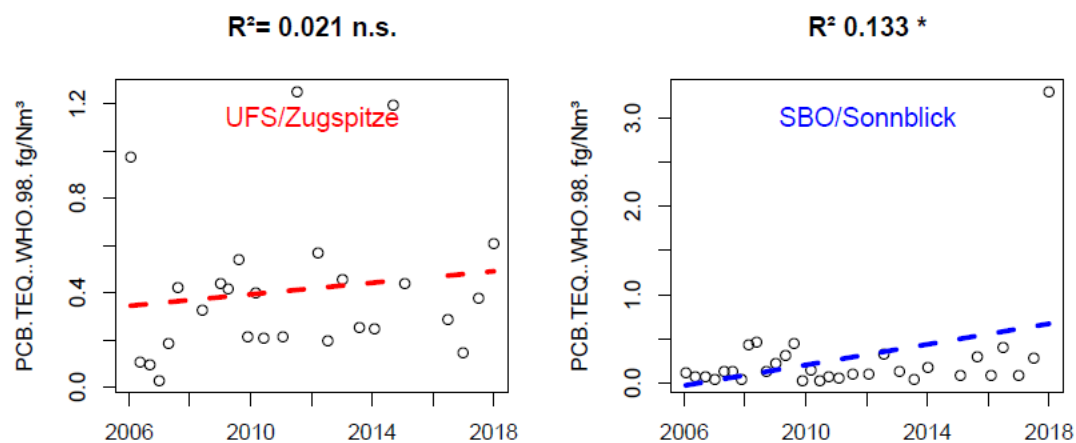 R²= 0.021 n.s.
PCB.TEQ..WHO.98. fg/Nm³
0.0
0.4
0.8
1.2
UFS/Zugspitze
2006
2010
2014
2018
R² 0.133 *
PCB.TEQ..WHO.98. fg/Nm³
0.0
1.0
2.0
3.0
SBO/Sonnblick
2006
2010
2014
2018